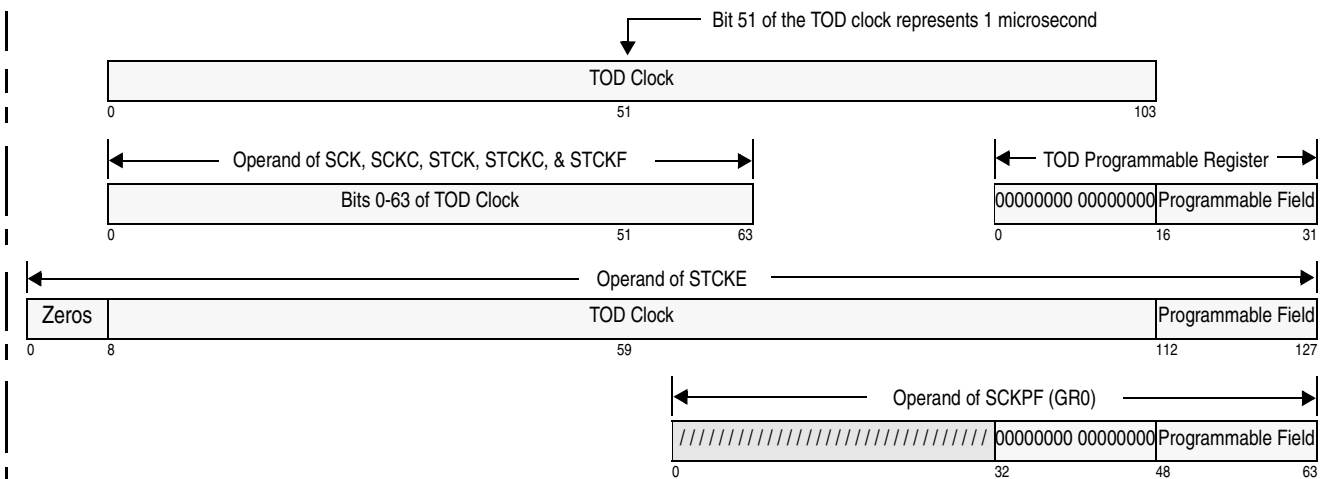 Bit 51 of the TOD clock represents 1 microsecond
TOD Clock
0 51 103
Operand of SCK, SCKC, STCK, STCKC, & STCKF TOD Programmable Register
Bits 0-63 of TOD Clock 00000000 00000000 Programmable Field
0 51 63 0 16 31
Operand of STCKE
Zeros TOD Clock Programmable Field
0 8 59 112 127
Operand of SCKPF (GR0)
/ / / / / / / / / / / / / / / / / / / / / / / / / / / / / / / / 00000000 00000000 Programmable Field
0 32 48 63